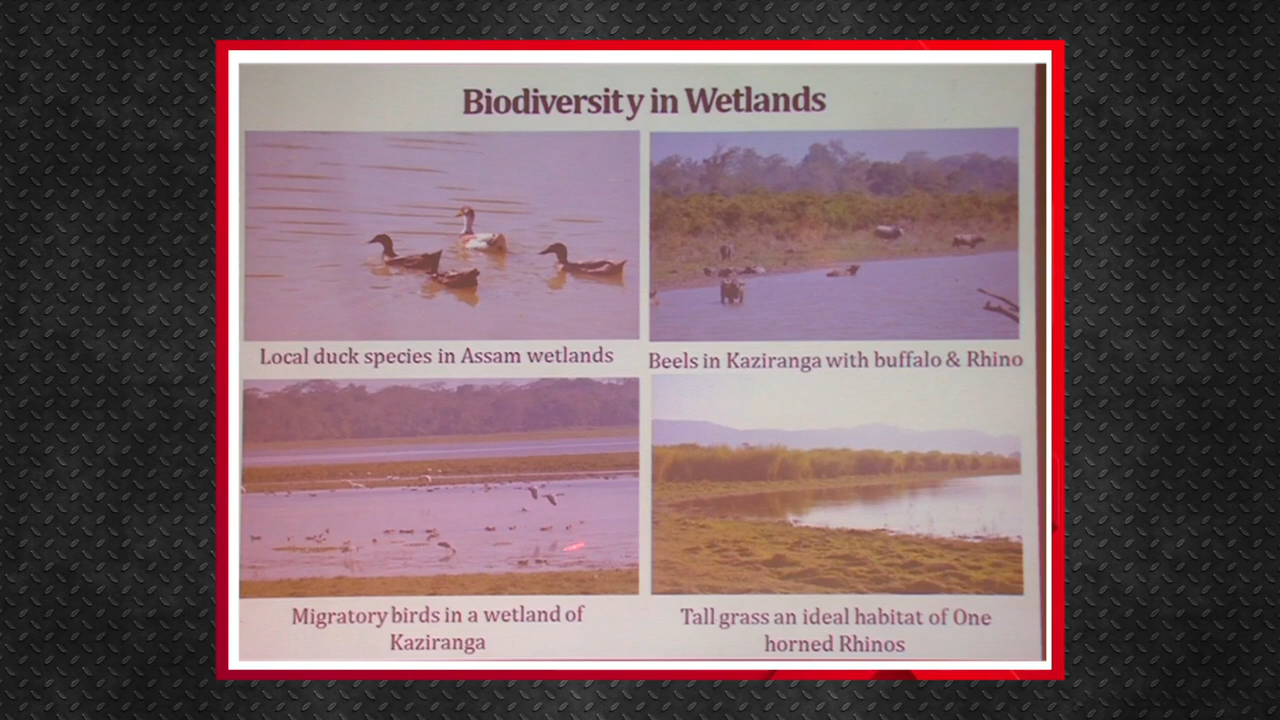 Biodiversity in Wetlands
Local duck species in Assam wetlands
Beels in Kaziranga with buffalo & Rhino
Migratory birds in a wetland of
Kaziranga
Tall grass an ideal habitat of One
horned Rhinos